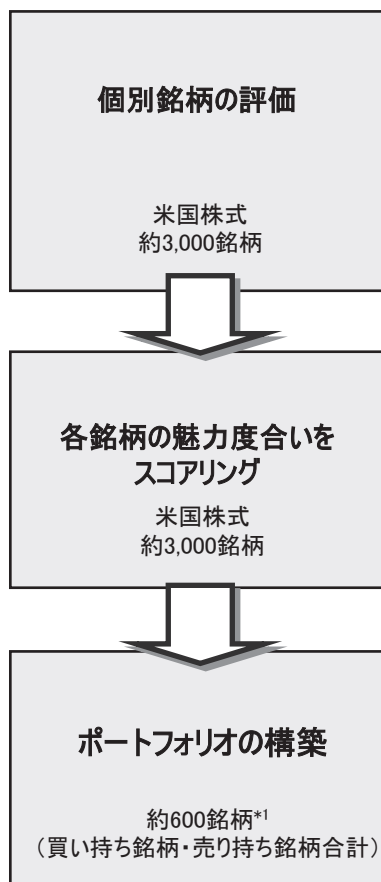 個別銘柄の評価
米国株式
約3,000銘柄
各銘柄の魅力度合いを
スコアリング
米国株式
約3,000銘柄
ポートフォリオの構築
約600銘柄*1
（買い持ち銘柄・売り持ち銘柄合計）